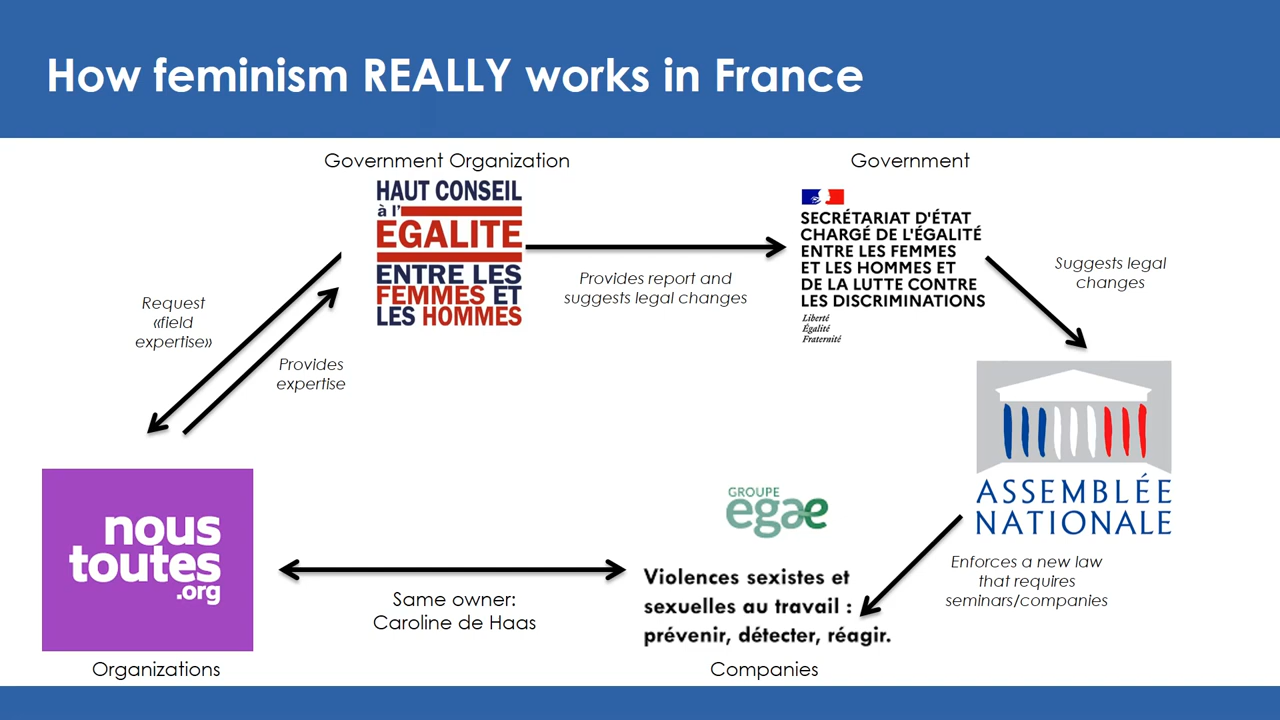 How feminism REALLY works in France
Government Organization
Government
HAUT CONSEIL
à l'
EGALITE
ENTRE LES
FEMMES ET
LES HOMMES
Provides report and
suggests legal changes
SECRÉTARIAT D'ÉTAT
CHARGÉ DE L'ÉGALITÉ
ENTRE LES FEMMES
ET LES HOMMES ET
DE LA LUTTE CONTRE
LES DISCRIMINATIONS
Liberté
Égalité
Fraternité
Suggests legal
changes
Request
«field
expertise»
Provides
expertise
ASSEMBLÉE
NATIONALE
Enforces a new law
that requires
seminars/companies
nous
toutes
.org
Organizations
Same owner:
Caroline de Haas
GROUPE
egae
Violences sexistes et
sexuelles au travail :
prévenir, détecter, réagir.
Companies